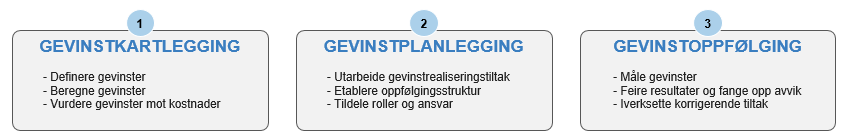 1
GEVINSTKARTLEGGING
- Definere gevinster
- Beregne gevinster
- Vurdere gevinster mot kostnader
2
GEVINSTPLANLEGGING
- Utarbeide gevinstrealiseringstiltak
- Etablere oppfølgingsstruktur
- Tildele roller og ansvar
3
GEVINSTOPPFØLGING
- Måle gevinster
- Feire resultater og fange opp avvik
- Iverksette korrigerende tiltak